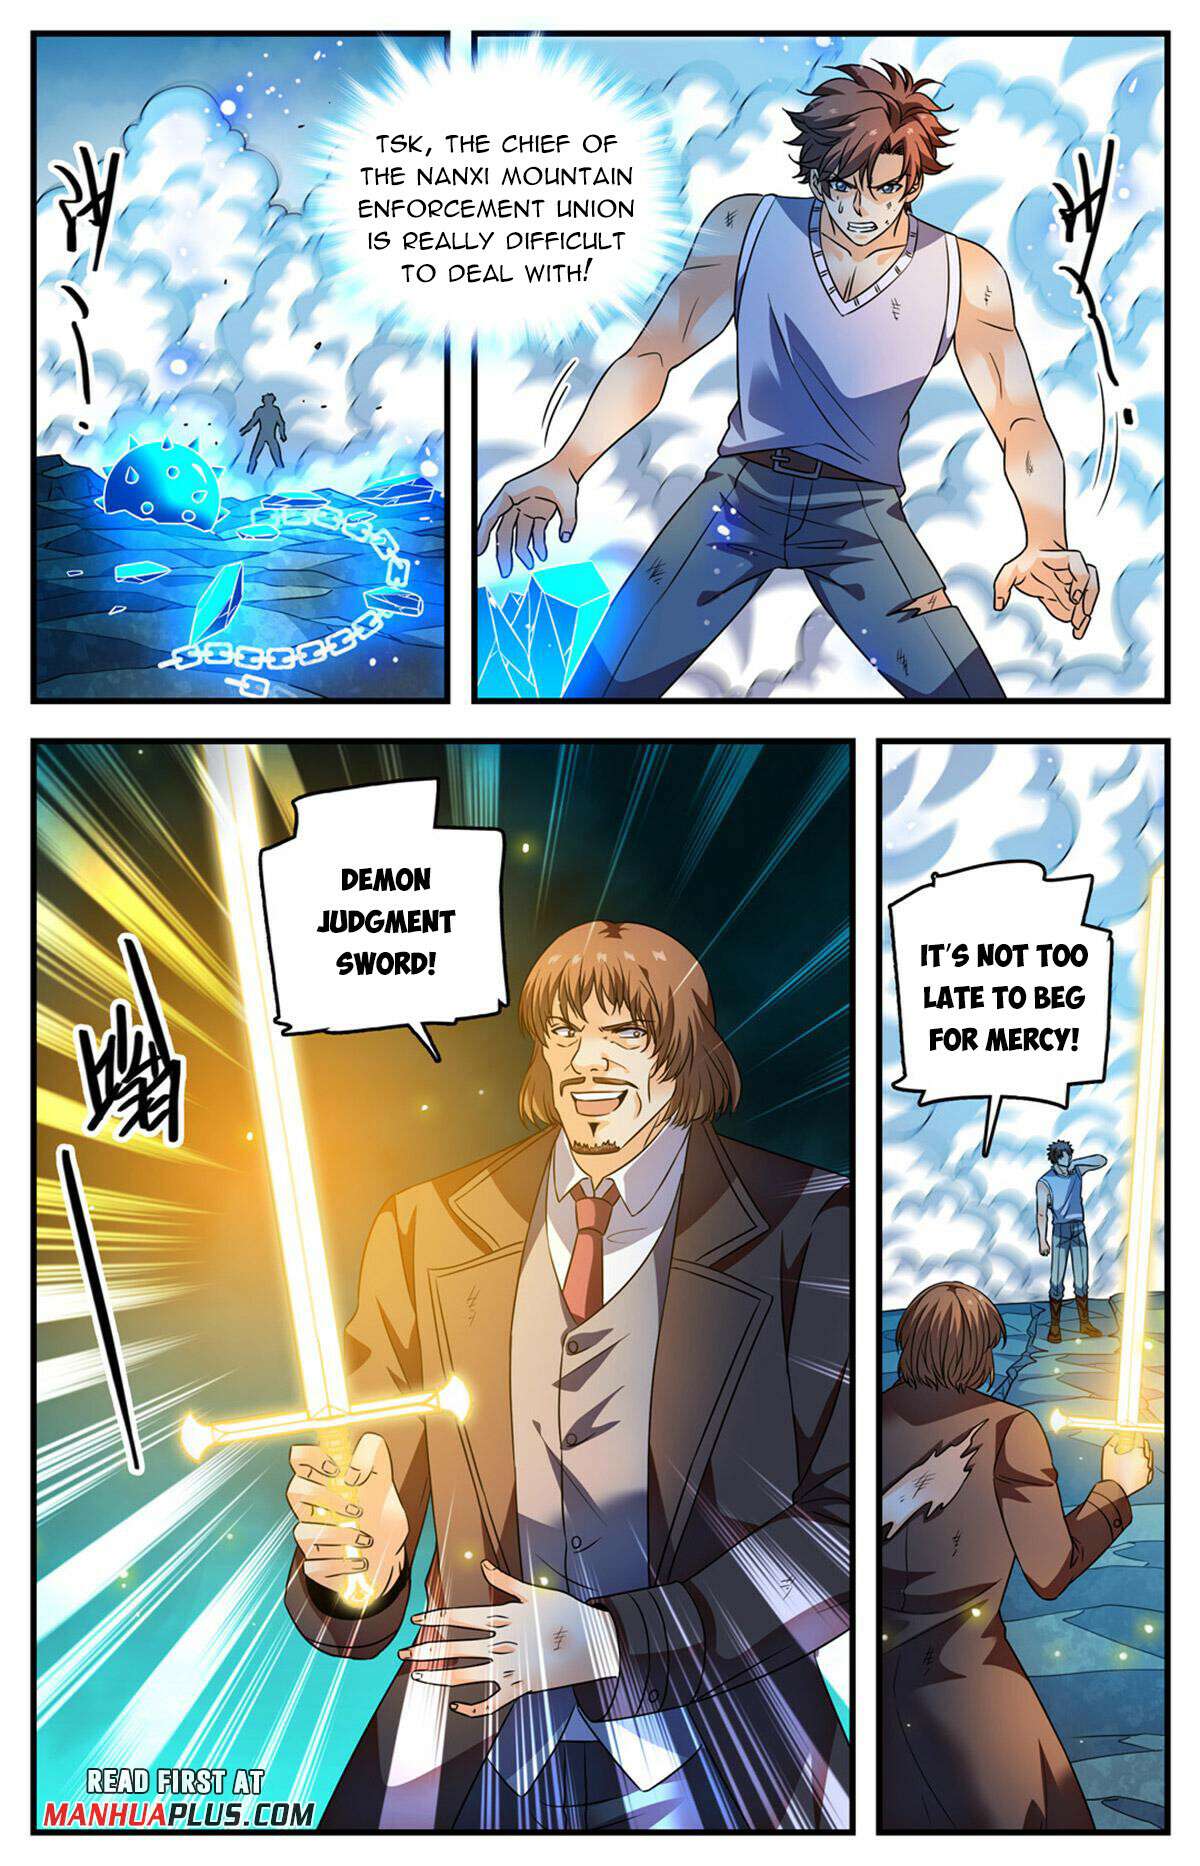 TSK, THE CHIEF OF
THE NANXI MOUNTAIN
ENFORCEMENT UNION
IS REALLY DIFFICULT
TO DEAL WITH!
DEMON
JUDGMENT
SWORD!
IT'S NOT TOO
LATE TO BEG
FOR MERCY!
READ FIRST AT
MANHUAPLUS.COM